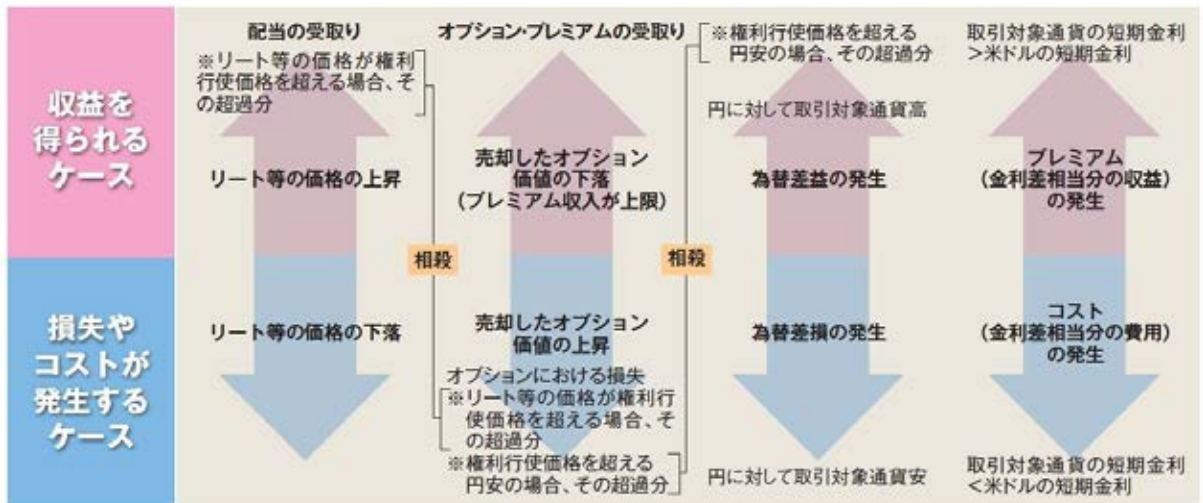 収益を
得られる
ケース
配当の受取り
※リート等の価格が権利
行使価格を超える場合、そ
の超過分
リート等の価格の上昇
オプション・プレミアムの受取り
売却したオプション
価値の下落
(プレミアム収入が上限)
※権利行使価格を超える
円安の場合、その超過分
円に対して取引対象通貨高
為替差益の発生
取引対象通貨の短期金利
>米ドルの短期金利
プレミアム
(金利差相当分の収益)
の発生
相殺
相殺
損失や
コストが
発生する
ケース
リート等の価格の下落
売却したオプション
価値の上昇
オプションにおける損失
※リート等の価格が権利行
使価格を超える場合、そ
の超過分
※権利行使価格を超える
円安の場合、その超過分
為替差損の発生
円に対して取引対象通貨安
コスト
(金利差相当分の費用)
の発生
取引対象通貨の短期金利
<米ドルの短期金利